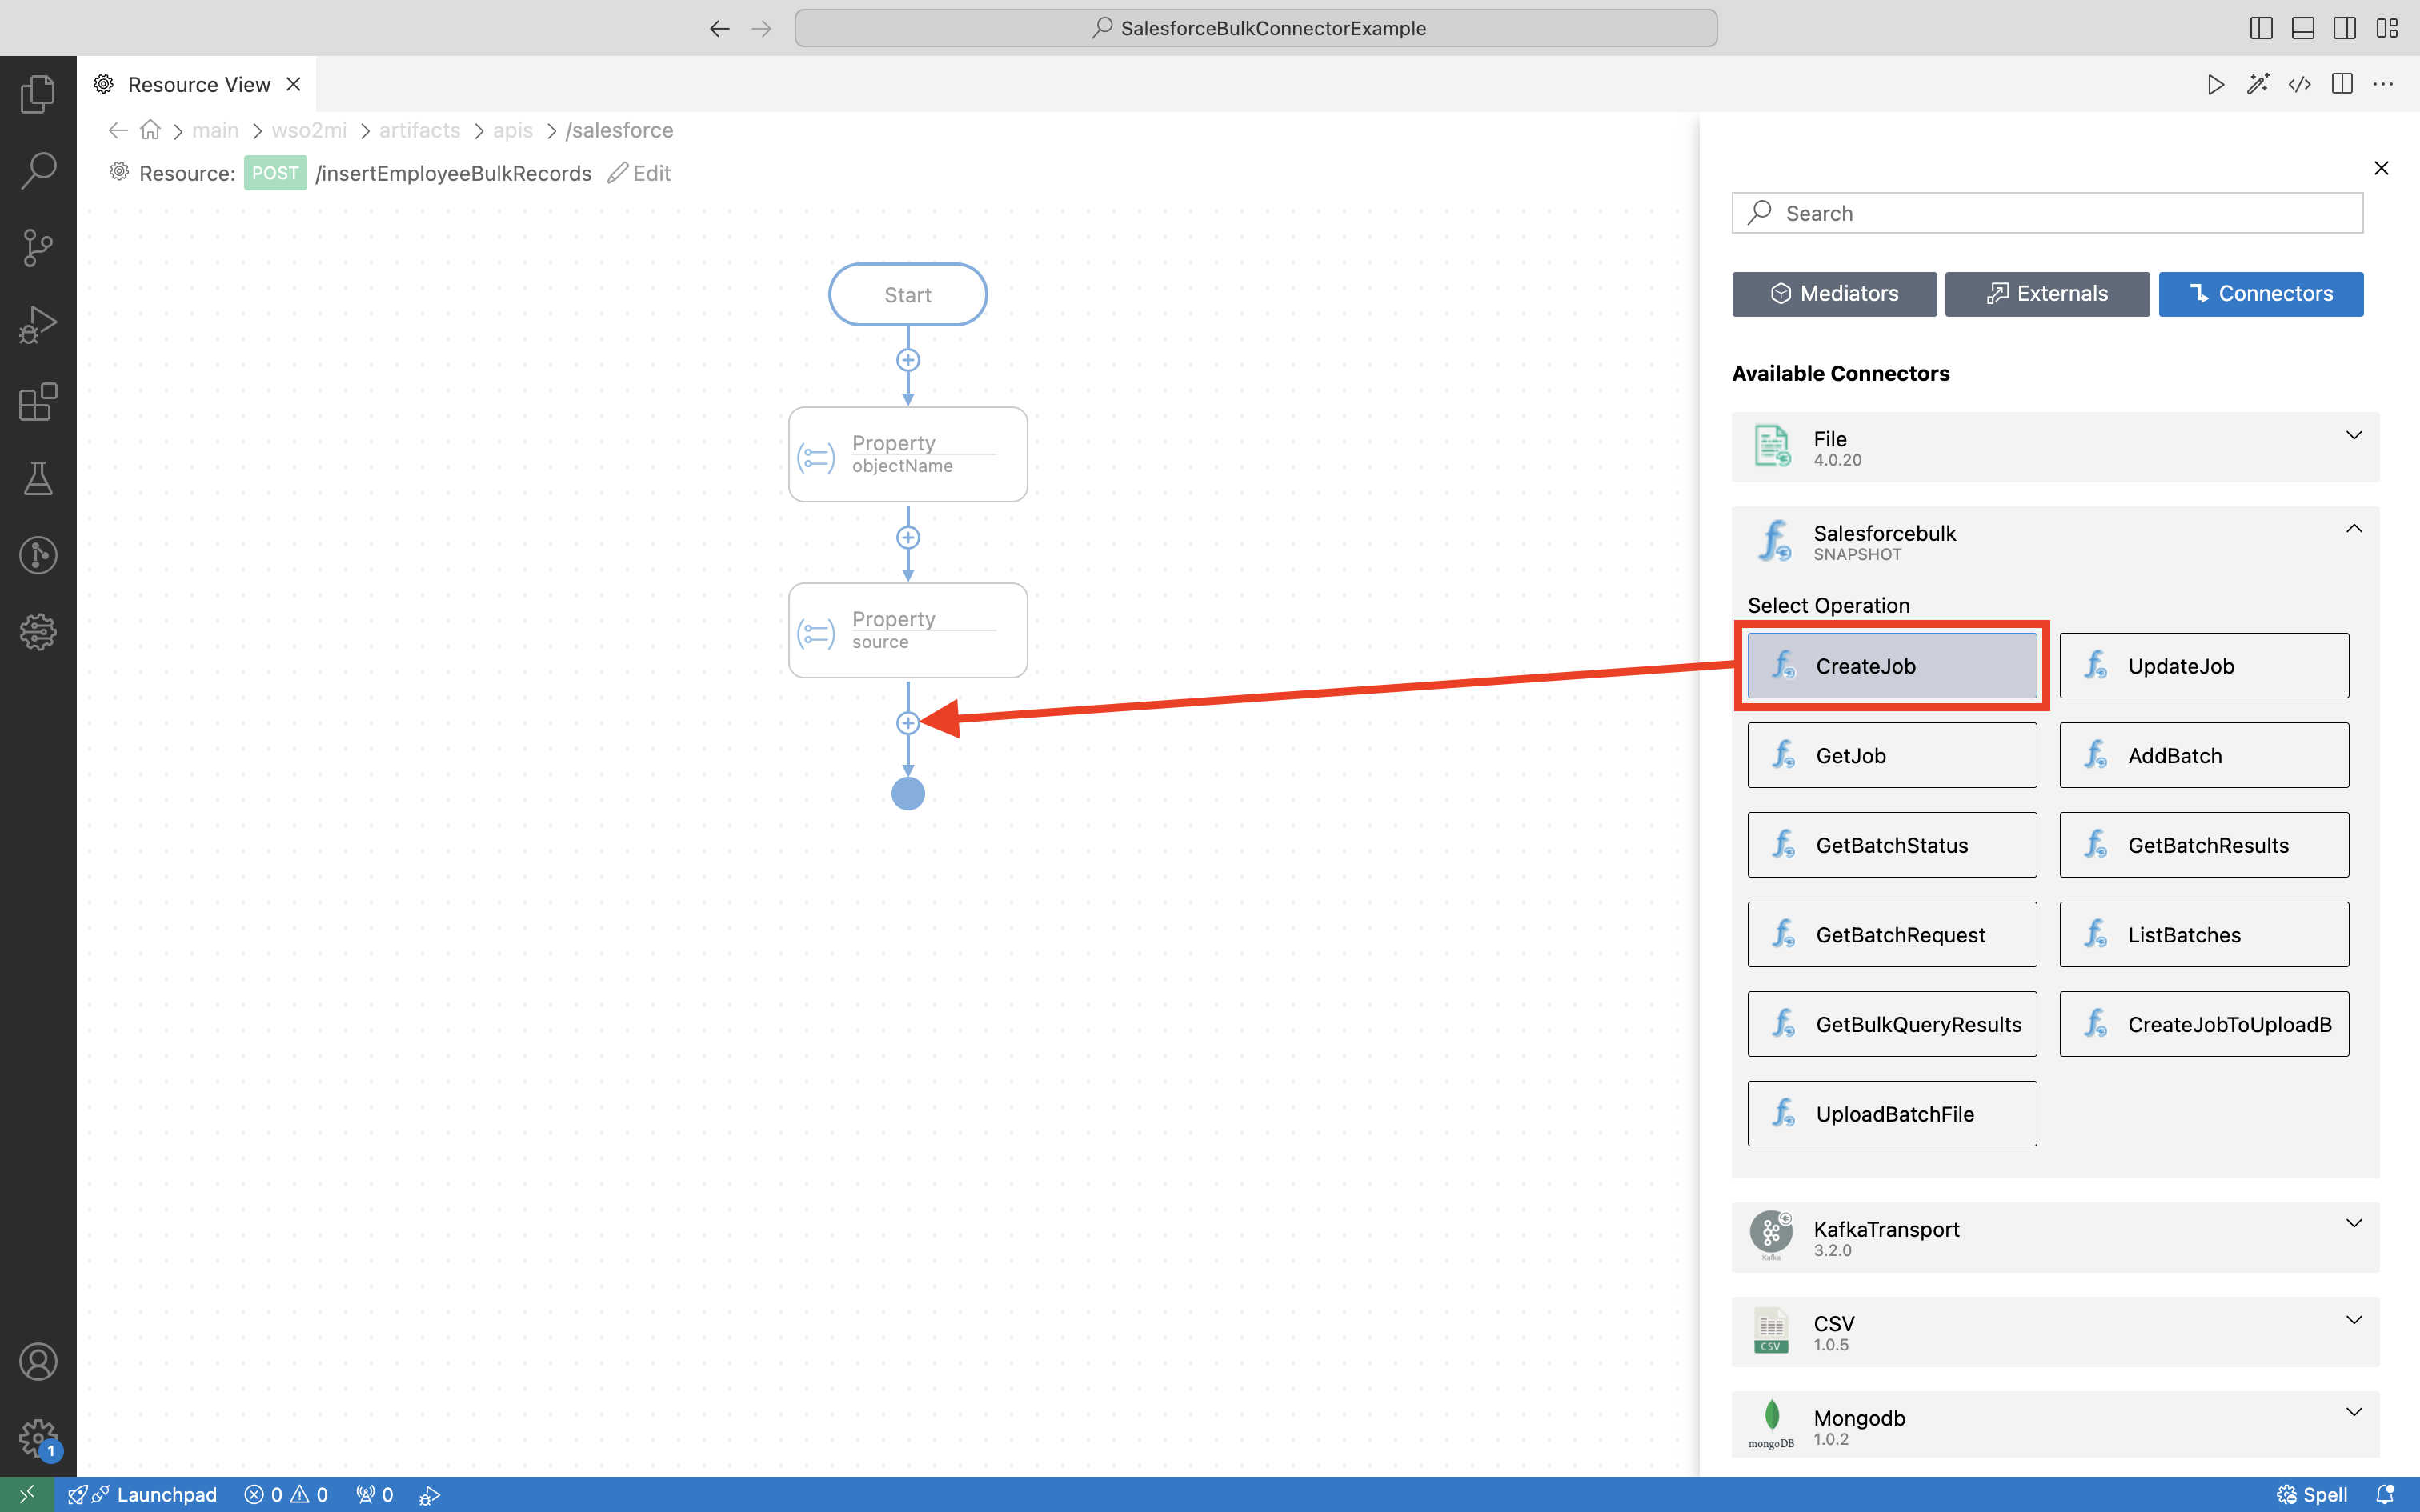 SalesforceBulkConnectorExample
Resource View
main
wso2mi
artifacts
apis
/salesforce
Resource: POST /insertEmployeeBulkRecords Edit
Start
Property
objectName
Property
source
Search
Mediators
Externals
Connectors
Available Connectors
File
4.0.20
Salesforcebulk
SNAPSHOT
Select Operation
CreateJob
UpdateJob
GetJob
AddBatch
GetBatchStatus
GetBatchResults
GetBatchRequest
ListBatches
GetBulkQueryResults
CreateJobToUploadB
UploadBatchFile
Kafka
KafkaTransport
3.2.0
CSV
CSV
1.0.5
mongoDB
Mongodb
1.0.2
1
Launchpad
0
0
0
Spell